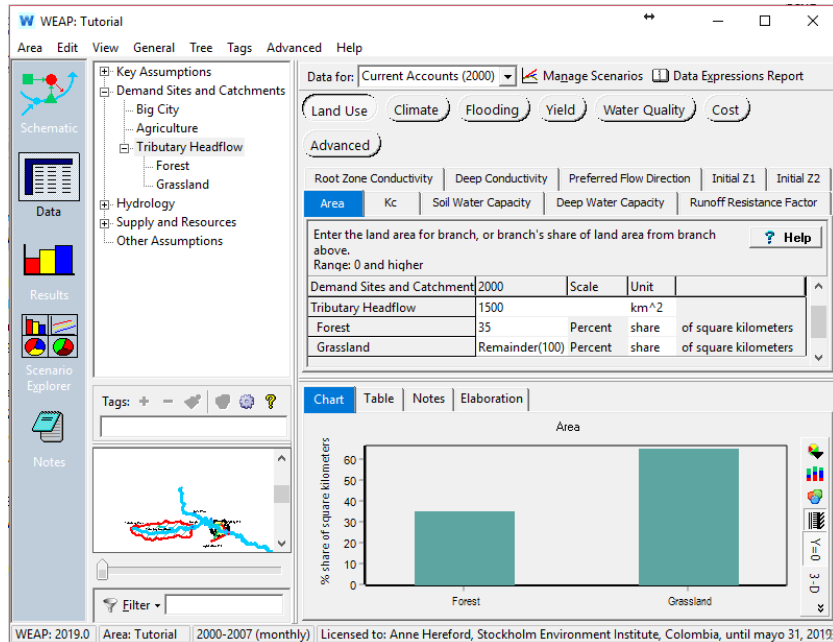 WEAP: Tutorial
Area Edit View General Tree Tags Advanced Help
Schematic
Data
Results
Scenario
Explorer
Notes
Key Assumptions
Demand Sites and Catchments
Big City
Agriculture
Tributary Headflow
Forest
Grassland
Hydrology
Supply and Resources
Other Assumptions
Tags:
Filter
Data for: Current Accounts (2000) Manage Scenarios Data Expressions Report
Land Use Climate Flooding Yield Water Quality Cost
Advanced
Root Zone Conductivity Deep Conductivity Preferred Flow Direction Initial Z1 Initial Z2
Area Kc Soil Water Capacity Deep Water Capacity Runoff Resistance Factor
Enter the land area for branch, or branch's share of land area from branch
above.
Range: 0 and higher
? Help
Demand Sites and Catchment 2000 Scale Unit
Tributary Headflow 1500 km^2
Forest 35 Percent share of square kilometers
Grassland Remainder(100) Percent share of square kilometers
Chart Table Notes Elaboration
Area
% share of square kilometers
60
50
40
30
20
10
0
Forest Grassland
Y=0
3-D
WEAP: 2019.0 Area: Tutorial 2000-2007 (monthly) Licensed to: Anne Hereford, Stockholm Environment Institute, Colombia, until mayo 31, 2019